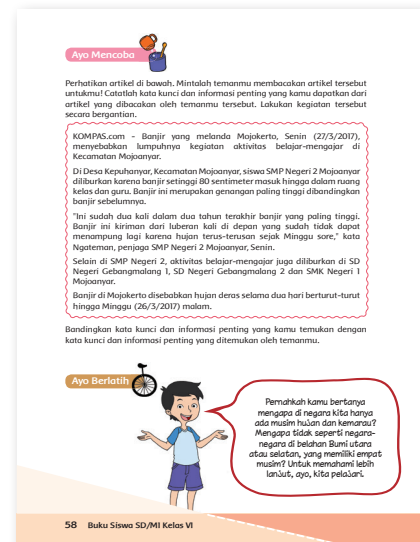 Ayo Mencoba
Perhatikan artikel di bawah. Mintalah temanmu membacakan artikel tersebut
untukmu! Catatlah kata kunci dan informasi penting yang kamu dapatkan dari
artikel yang dibacakan oleh temanmu tersebut. Lakukan kegiatan tersebut
secara bergantian.
KOMPAS.com - Banjir yang melanda Mojokerto, Senin (27/3/2017),
menyebabkan lumpuhnya kegiatan aktivitas belajar-mengajar di
Kecamatan Mojoanyar.
Di Desa Kepuhanyar, Kecamatan Mojoanyar, siswa SMP Negeri 2 Mojoanyar
diliburkan karena banjir setinggi 80 sentimeter masuk hingga dalam ruang
kelas dan guru. Banjir ini merupakan genangan paling tinggi dibandingkan
banjir sebelumnya.
"Ini sudah dua kali dalam dua tahun terakhir banjir yang paling tinggi.
Banjir ini kiriman dari luberan kali di depan yang sudah tidak dapat
menampung lagi karena hujan terus-terusan sejak Minggu sore," kata
Ngateman, penjaga SMP Negeri 2 Mojoanyar, Senin.
Selain di SMP Negeri 2, aktivitas belajar-mengajar juga diliburkan di SD
Negeri Gebangmalang 1, SD Negeri Gebangmalang 2 dan SMK Negeri 1
Mojoanyar.
Banjir di Mojokerto disebabkan hujan deras selama dua hari berturut-turut
hingga Minggu (26/3/2017) malam.
Bandingkan kata kunci dan informasi penting yang kamu temukan dengan
kata kunci dan informasi penting yang ditemukan oleh temanmu.
Ayo Berlatih
Pernahkah kamu bertanya
mengapa di negara kita hanya
ada musim hujan dan kemarau?
Mengapa tidak seperti negara-
negara di belahan Bumi utara
atau selatan, yang memiliki empat
musim? Untuk memahami lebih
lanjut, ayo, kita pelajari.
58 Buku Siswa SD/MI Kelas VI